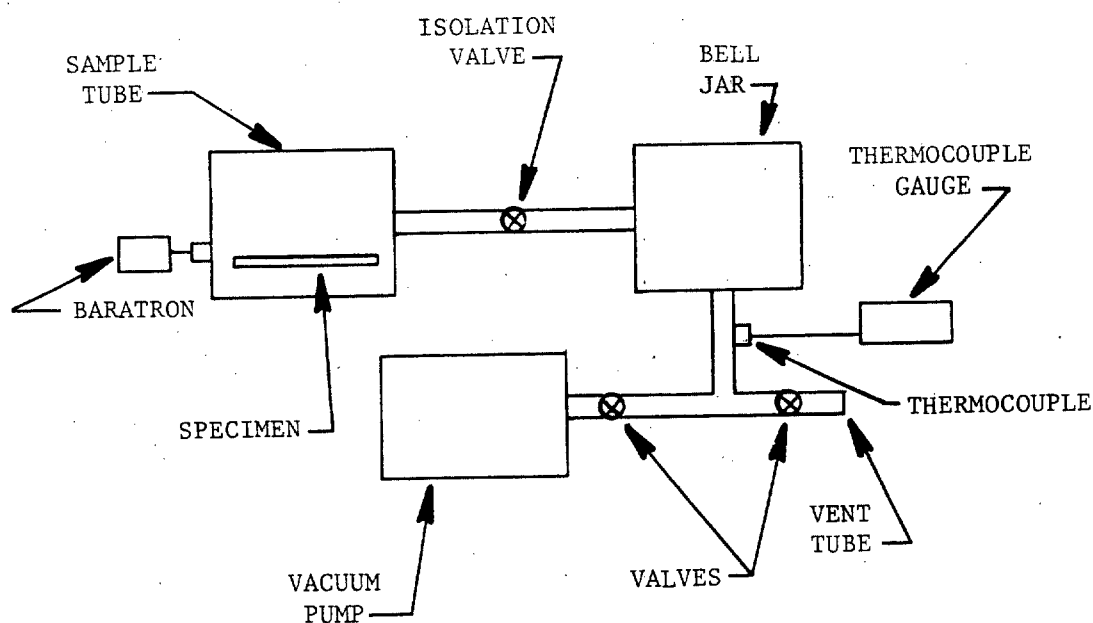 ISOLATION
VALVE
SAMPLE
TUBE
BELL
JAR
THERMOCOUPLE
GAUGE
BARATRON
SPECIMEN
THERMOCOUPLE
VENT
TUBE
VALVES
VACUUM
PUMP